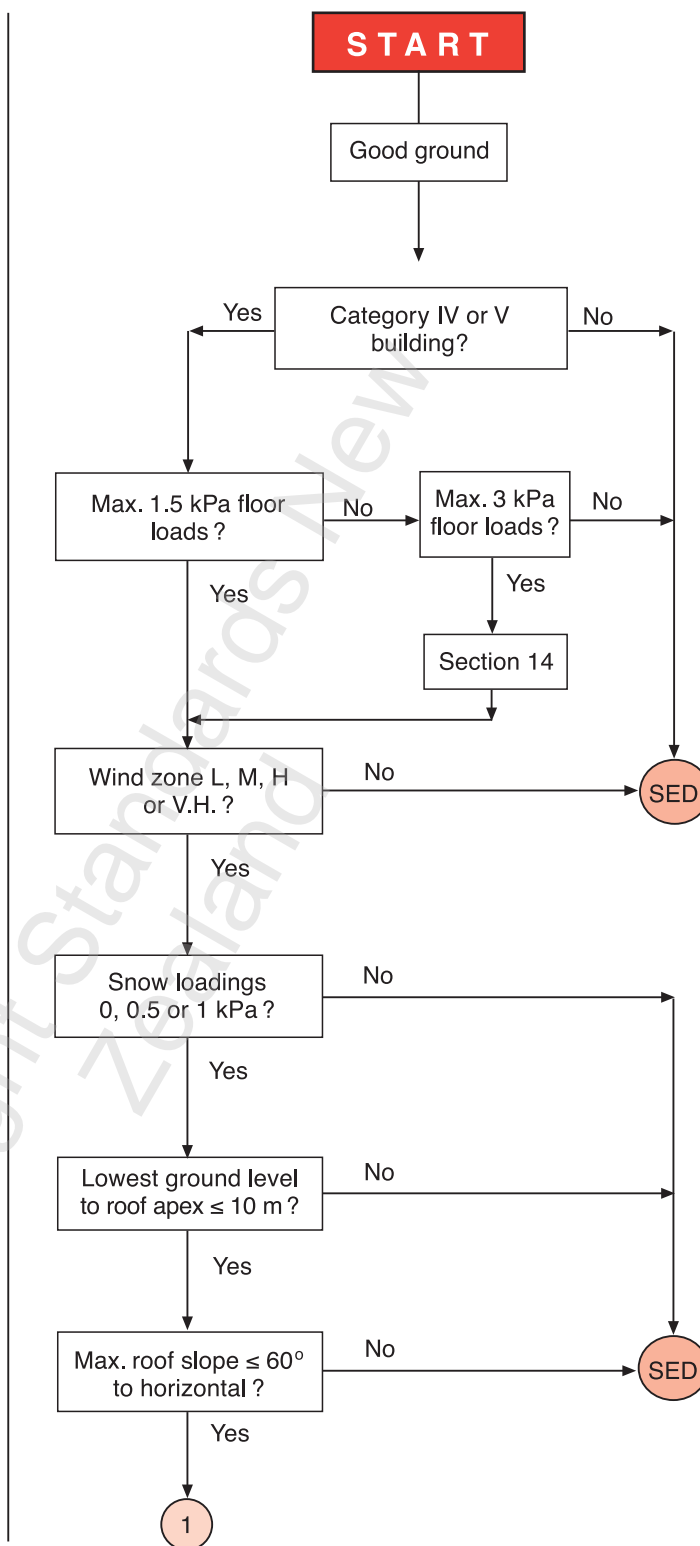 START
Good ground
Yes
Category IV or V
building?
No
Max. 1.5 kPa floor
loads?
No
Max. 3 kPa
floor loads?
No
Yes
Yes
Section 14
Wind zone L, M, H
or V.H.?
No
SED
Yes
Snow loadings
0, 0.5 or 1 kPa?
No
Yes
Lowest ground level
to roof apex ≤ 10 m?
No
Yes
Max. roof slope ≤ 60°
to horizontal?
No
SED
Yes
1
Standards New
Zealand